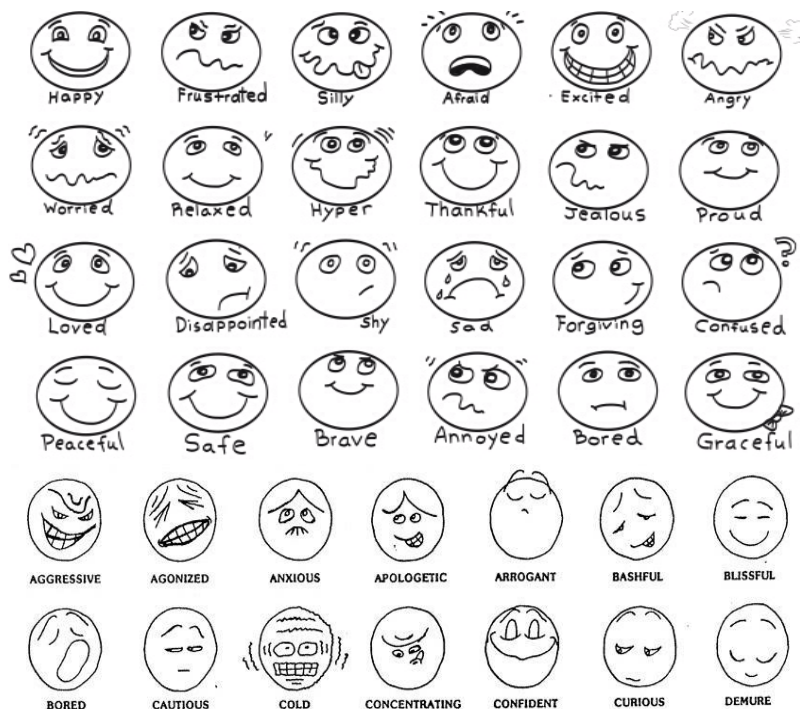 Happy Frustrated Silly Afraid Excited Angry
Worried Relaxed Hyper Thankful Jealous Proud
Loved Disappointed Shy Sad Forgiving Confused
Peaceful Safe Brave Annoyed Bored Graceful
AGGRESSIVE AGONIZED ANXIOUS APOLOGETIC ARROGANT BASHFUL BLISSFUL
BORED CAUTIOUS COLD CONCENTRATING CONFIDENT CURIOUS DEMURE